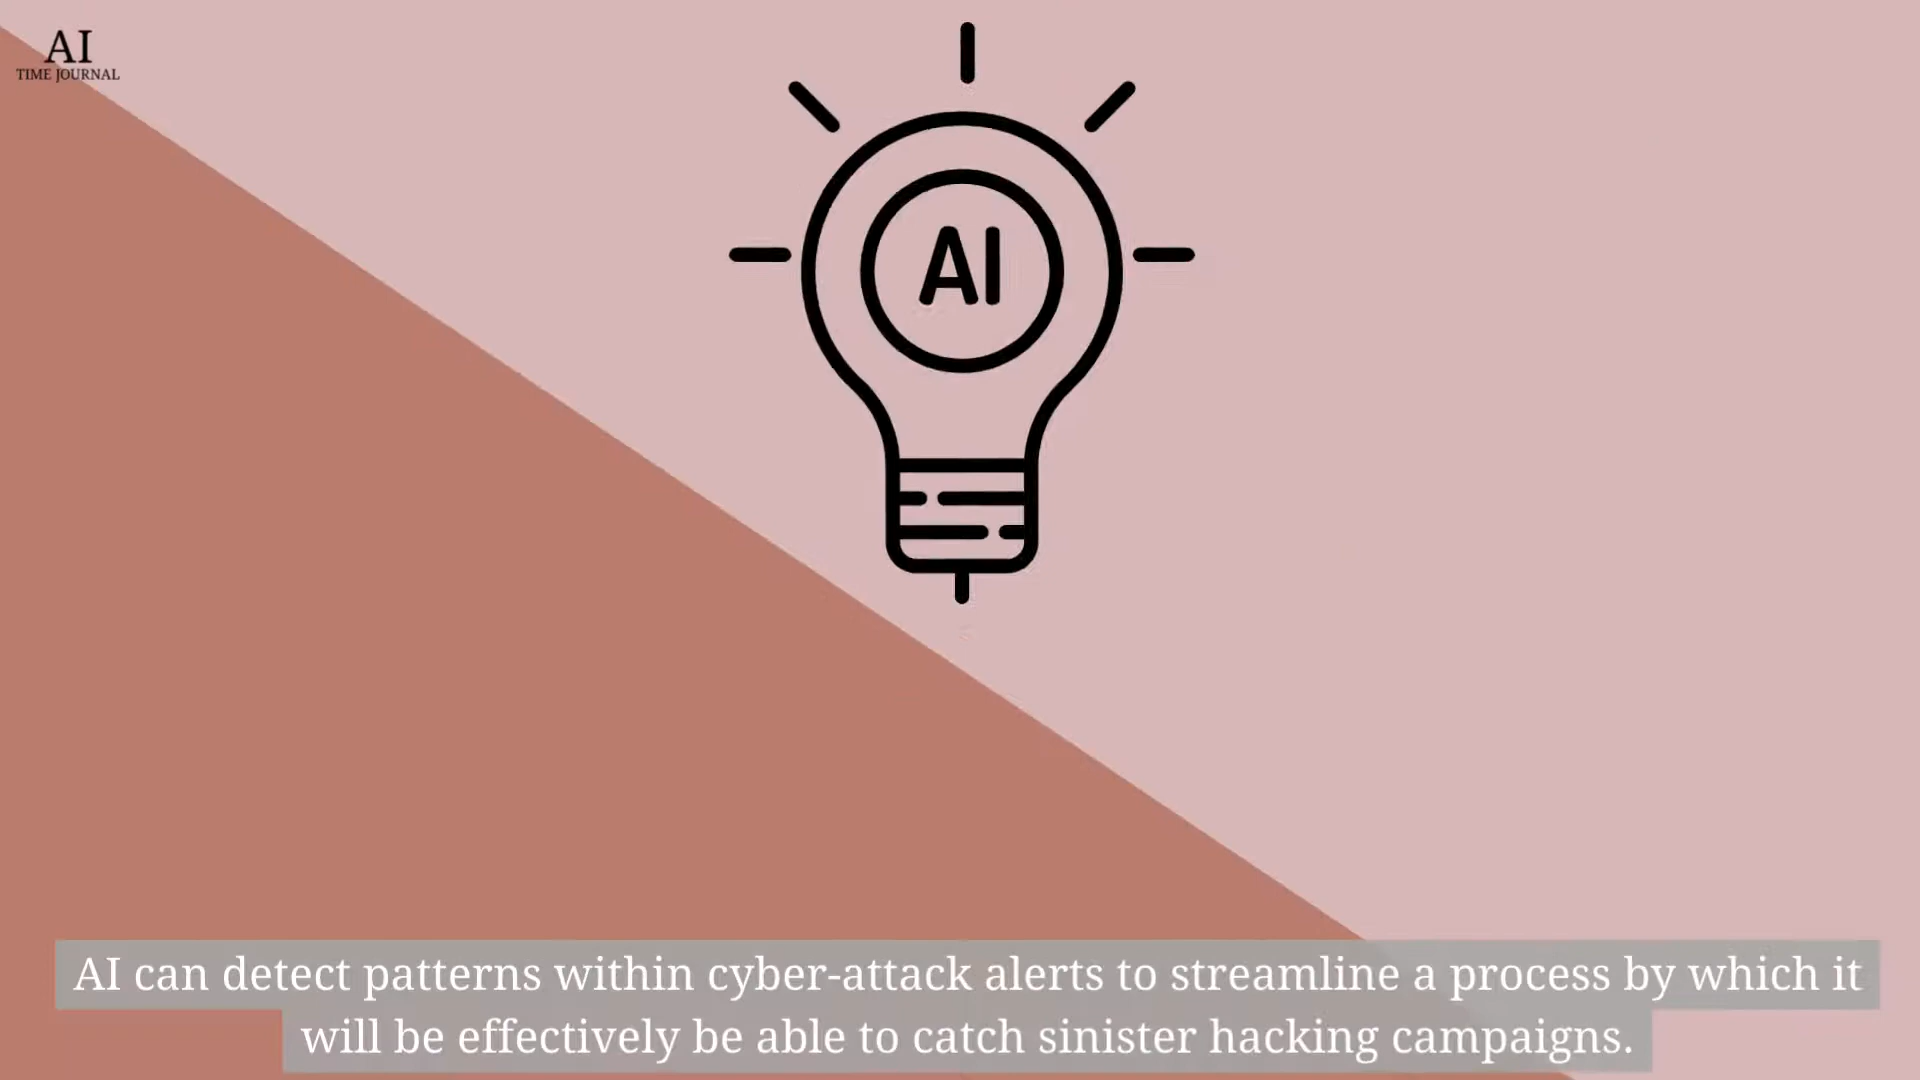 AI
TIME JOURNAL
AI
AI can detect patterns within cyber-attack alerts to streamline a process by which it
will be effectively be able to catch sinister hacking campaigns.